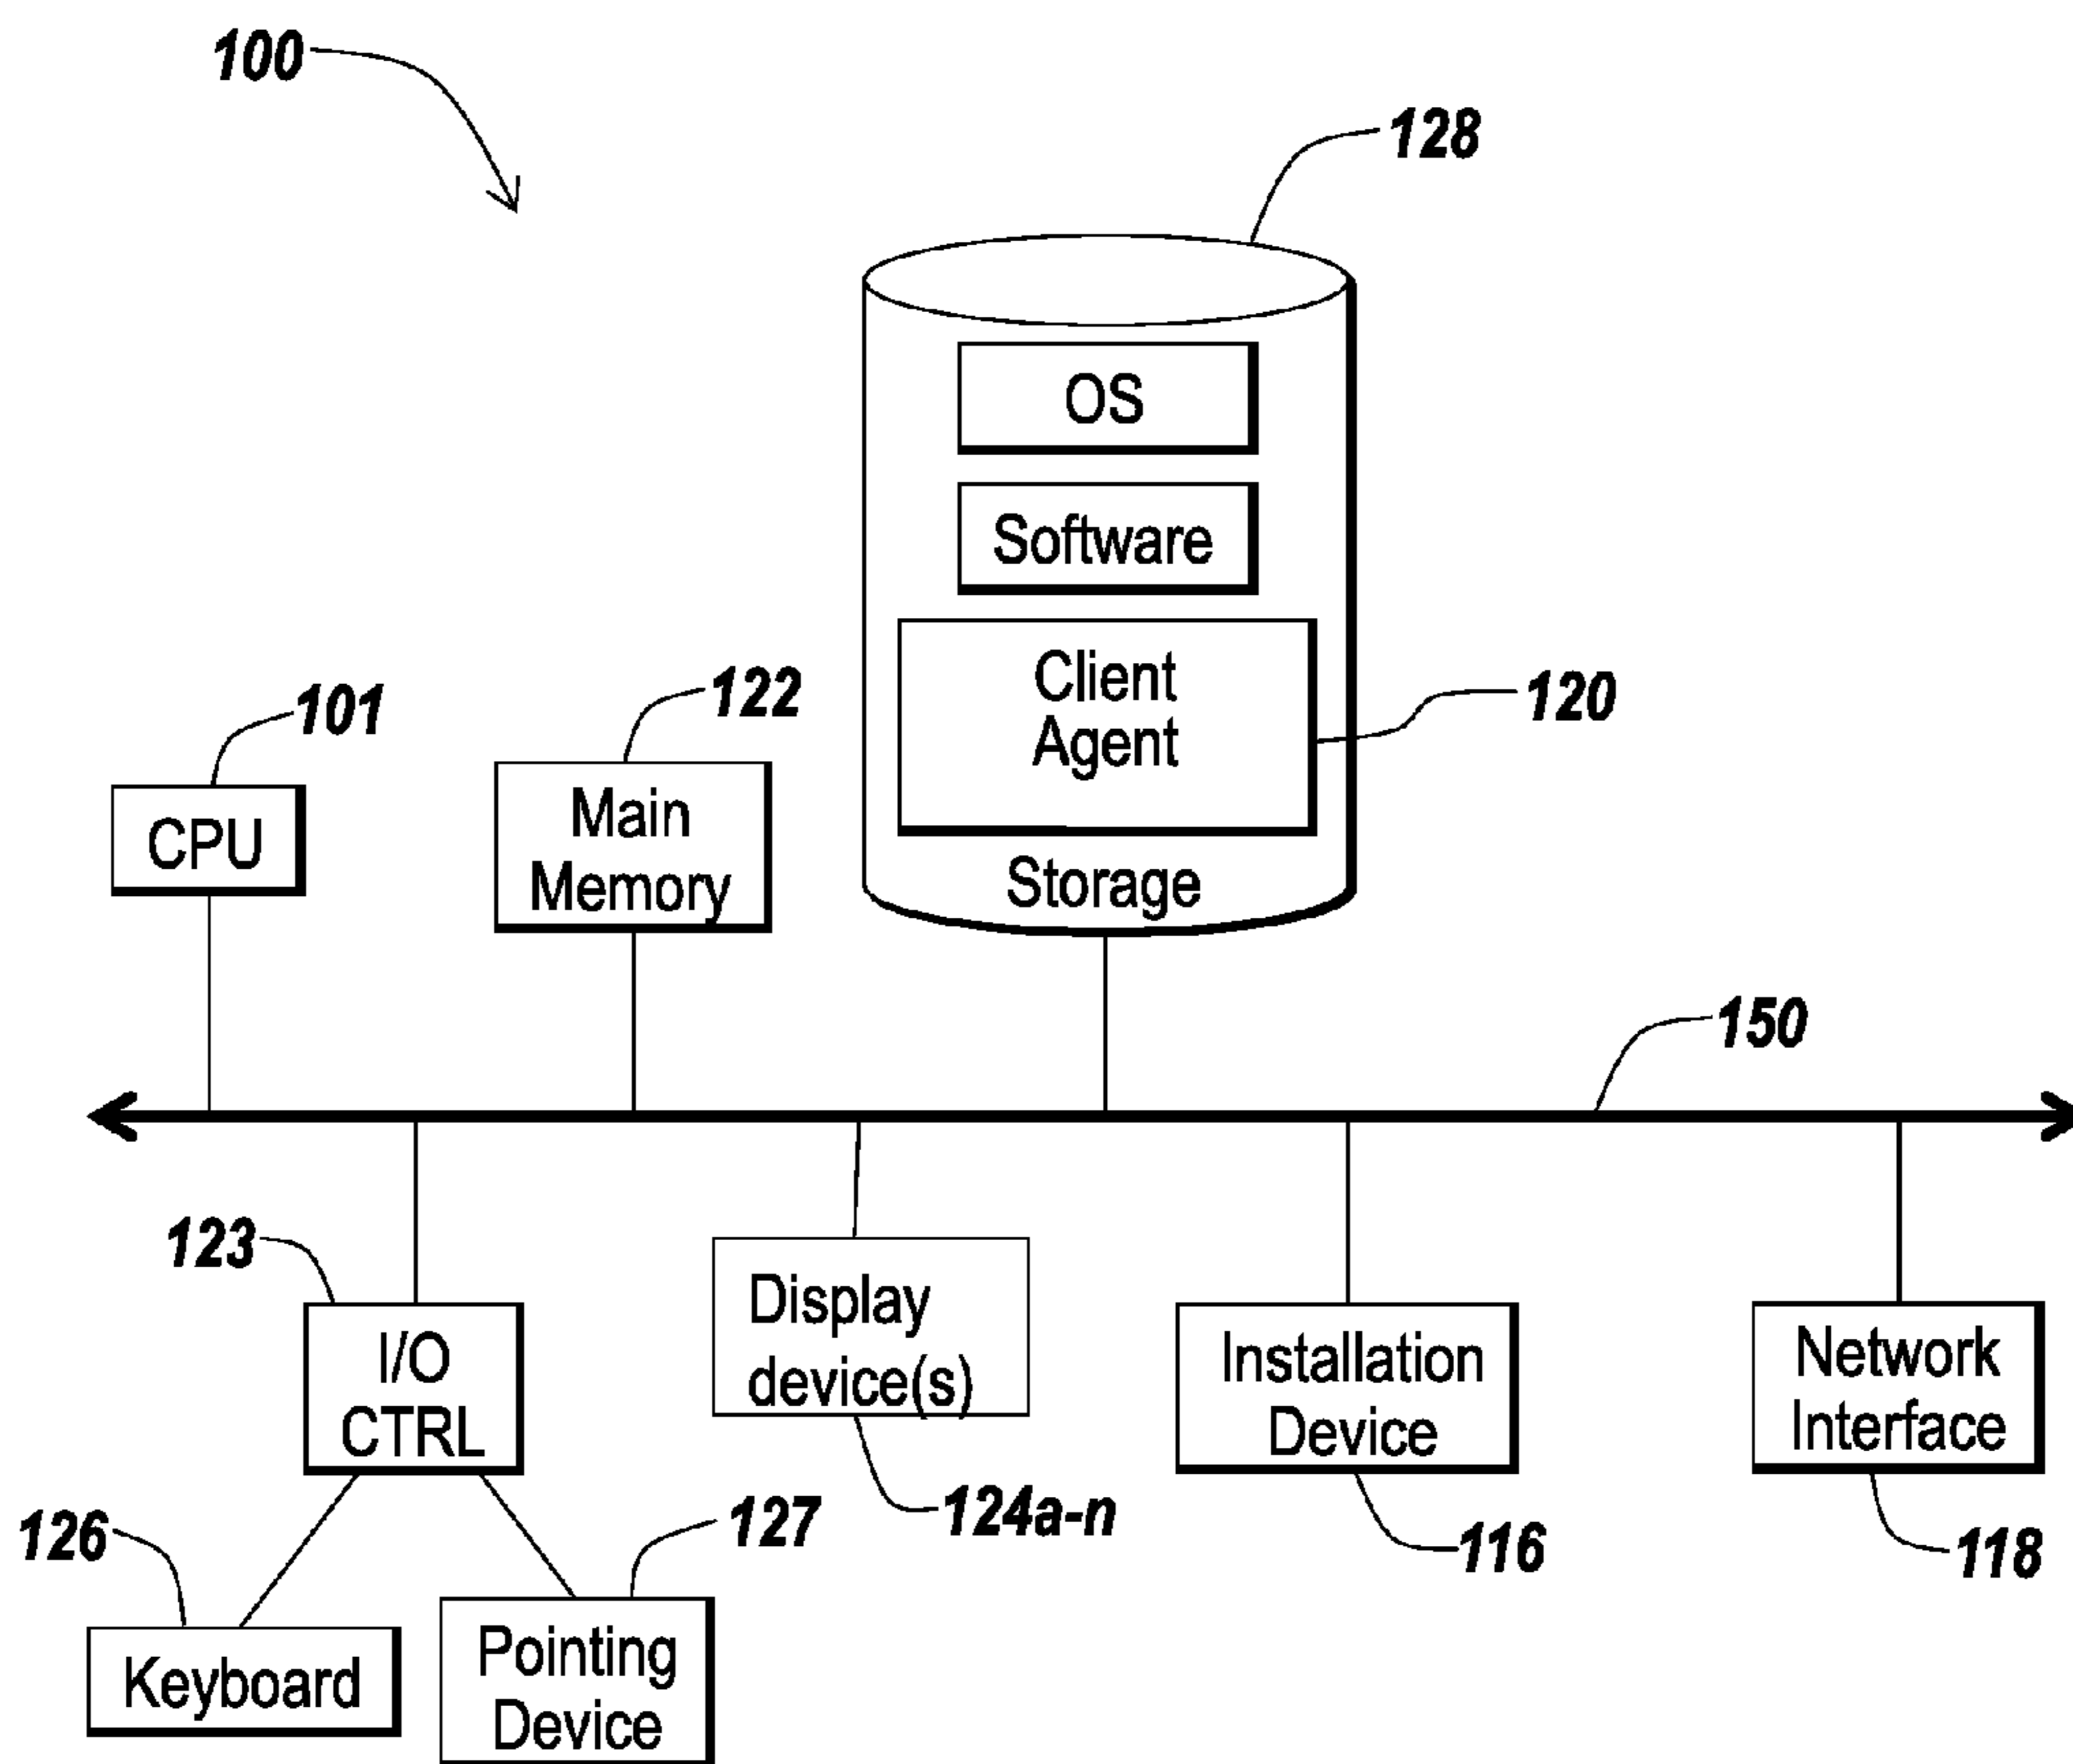 100
128
OS
Software
Client
Agent
120
Storage
101
CPU
122
Main
Memory
150
123
I/O
CTRL
Display
device(s)
124a-n
Installation
Device
116
Network
Interface
118
126
Keyboard
127
Pointing
Device